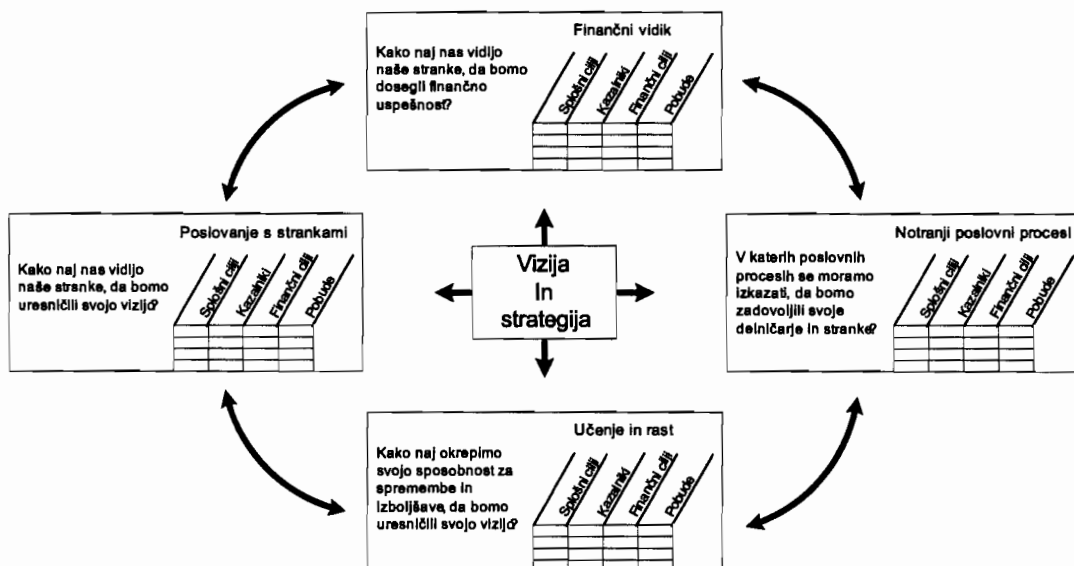 Finančni vidik
Kako naj nas vidijo
naše stranke, da bomo
dosegli finančno
uspešnost?
Splošni cilji
Kazalniki
Finančni cilji
Pobude
Poslovanje s strankami
Kako naj nas vidijo
naše stranke, da bomo
uresničili svojo vizijo?
Splošni cilji
Kazalniki
Finančni cilji
Pobude
Vizija
In
strategija
Notranji poslovni procesi
V katerih poslovnih
procesih se moramo
izkazati, da bomo
zadovoljili svoje
delničarje in stranke?
Splošni cilji
Kazalniki
Finančni cilji
Pobude
Učenje in rast
Kako naj okrepimo
svojo sposobnost za
spremembe in
izboljšave, da bomo
uresničili svojo vizijo?
Splošni cilji
Kazalniki
Finančni cilji
Pobude